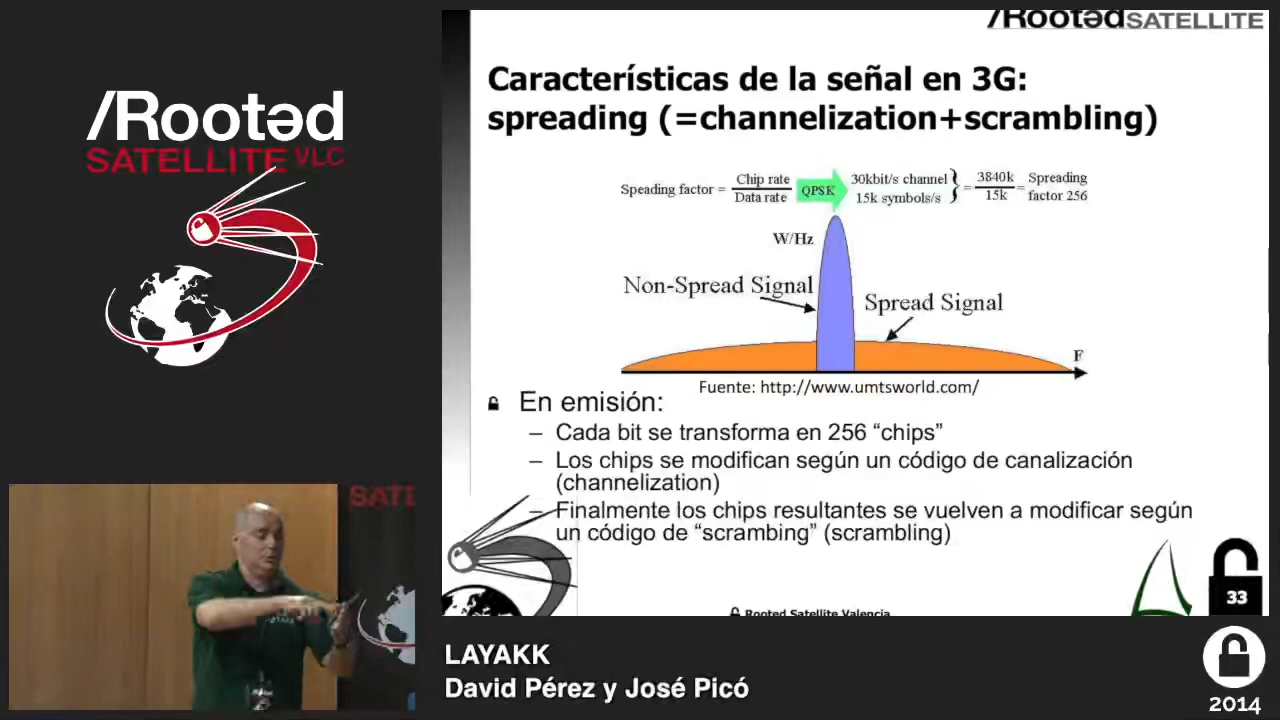 /Rootəd
SATELLITE VLC
/RootədSATELLITE
Características de la señal en 3G:
spreading (=channelization+scrambling)
Speading factor = Chip rate / Data rate
QPSK
30kbit/s channel
15k symbols/s
} = 3840k / 15k = Spreading factor 256
W/Hz
Non-Spread Signal
Spread Signal
F
Fuente: http://www.umtsworld.com/
En emisión:
– Cada bit se transforma en 256 “chips”
– Los chips se modifican según un código de canalización
(channelization)
– Finalmente los chips resultantes se vuelven a modificar según
un código de “scrambing” (scrambling)
Rooted Satellite Valencia
33
SATE
LAYAKK
David Pérez y José Picó
2014